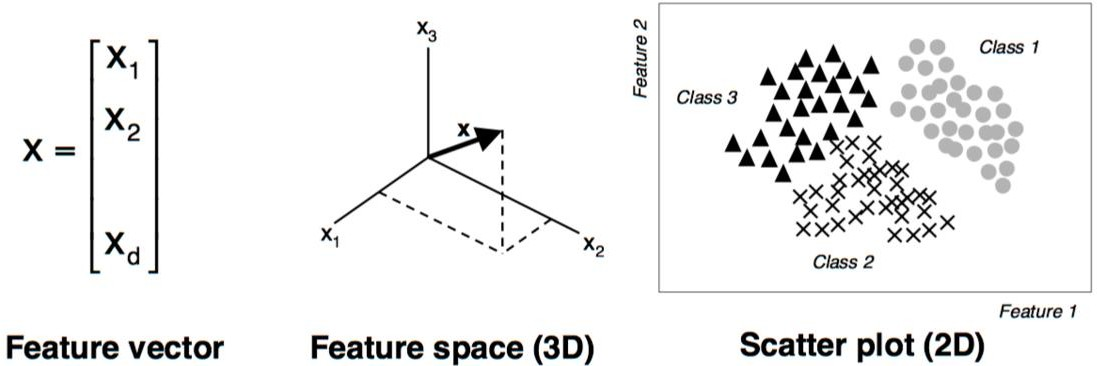 X =
X1
X2
Xd
Feature vector
x3
x
x1
x2
Feature space (3D)
Feature 2
Class 1
Class 3
Class 2
Feature 1
Scatter plot (2D)